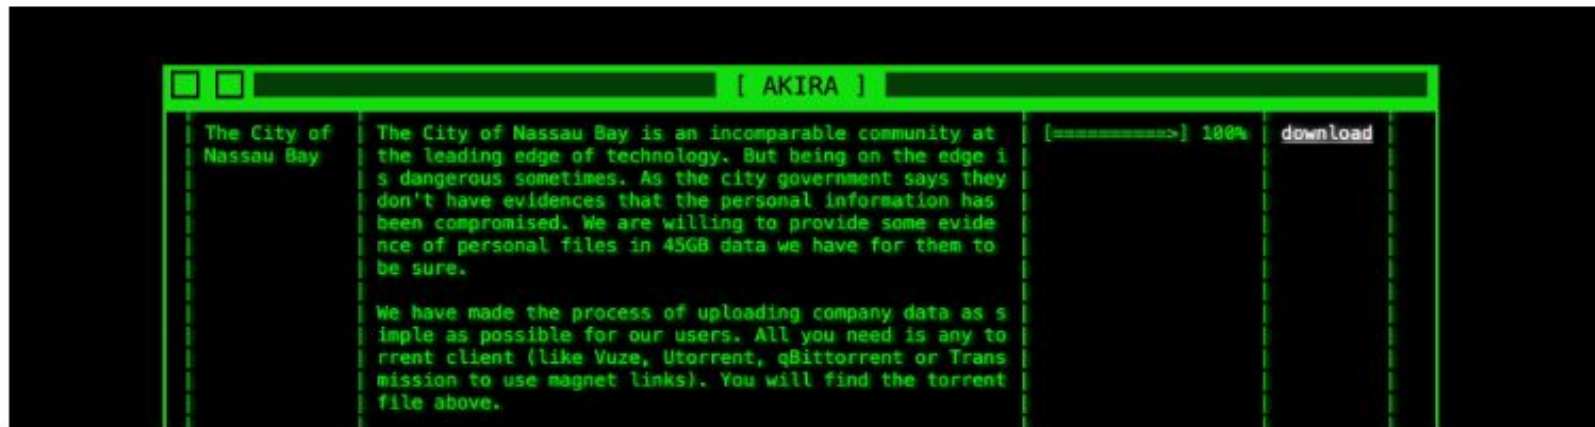 [ AKIRA ]
The City of
Nassau Bay
The City of Nassau Bay is an incomparable community at
the leading edge of technology. But being on the edge i
s dangerous sometimes. As the city government says they
don't have evidences that the personal information has
been compromised. We are willing to provide some evide
nce of personal files in 45GB data we have for them to
be sure.
We have made the process of uploading company data as s
imple as possible for our users. All you need is any to
rrent client (like Vuze, Utorrent, qBittorrent or Trans
mission to use magnet links). You will find the torrent
file above.
[==========>] 100%
download